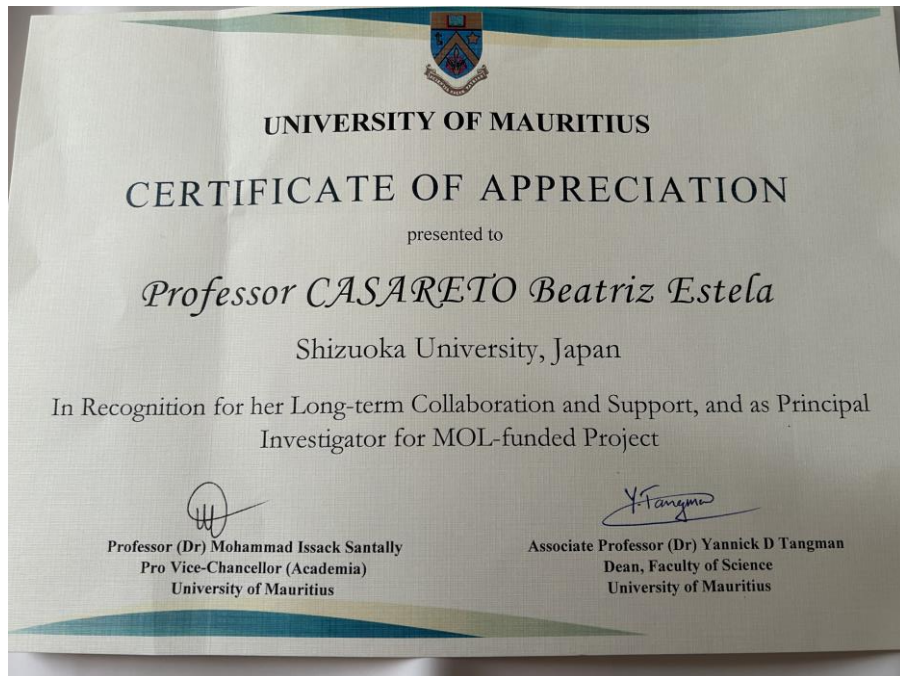 UNIVERSITY OF MAURITIUS
CERTIFICATE OF APPRECIATION
presented to
Professor CASARETO Beatriz Estela
Shizuoka University, Japan
In Recognition for her Long-term Collaboration and Support, and as Principal
Investigator for MOL-funded Project
Y. Tangman
Professor (Dr) Mohammad Issack Santally
Pro Vice-Chancellor (Academia)
University of Mauritius
Associate Professor (Dr) Yannick D Tangman
Dean, Faculty of Science
University of Mauritius